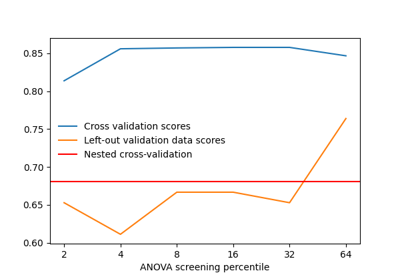 0.85
0.80
0.75
0.70
0.65
0.60
Cross validation scores
Left-out validation data scores
Nested cross-validation
2 4 8 16 32 64
ANOVA screening percentile